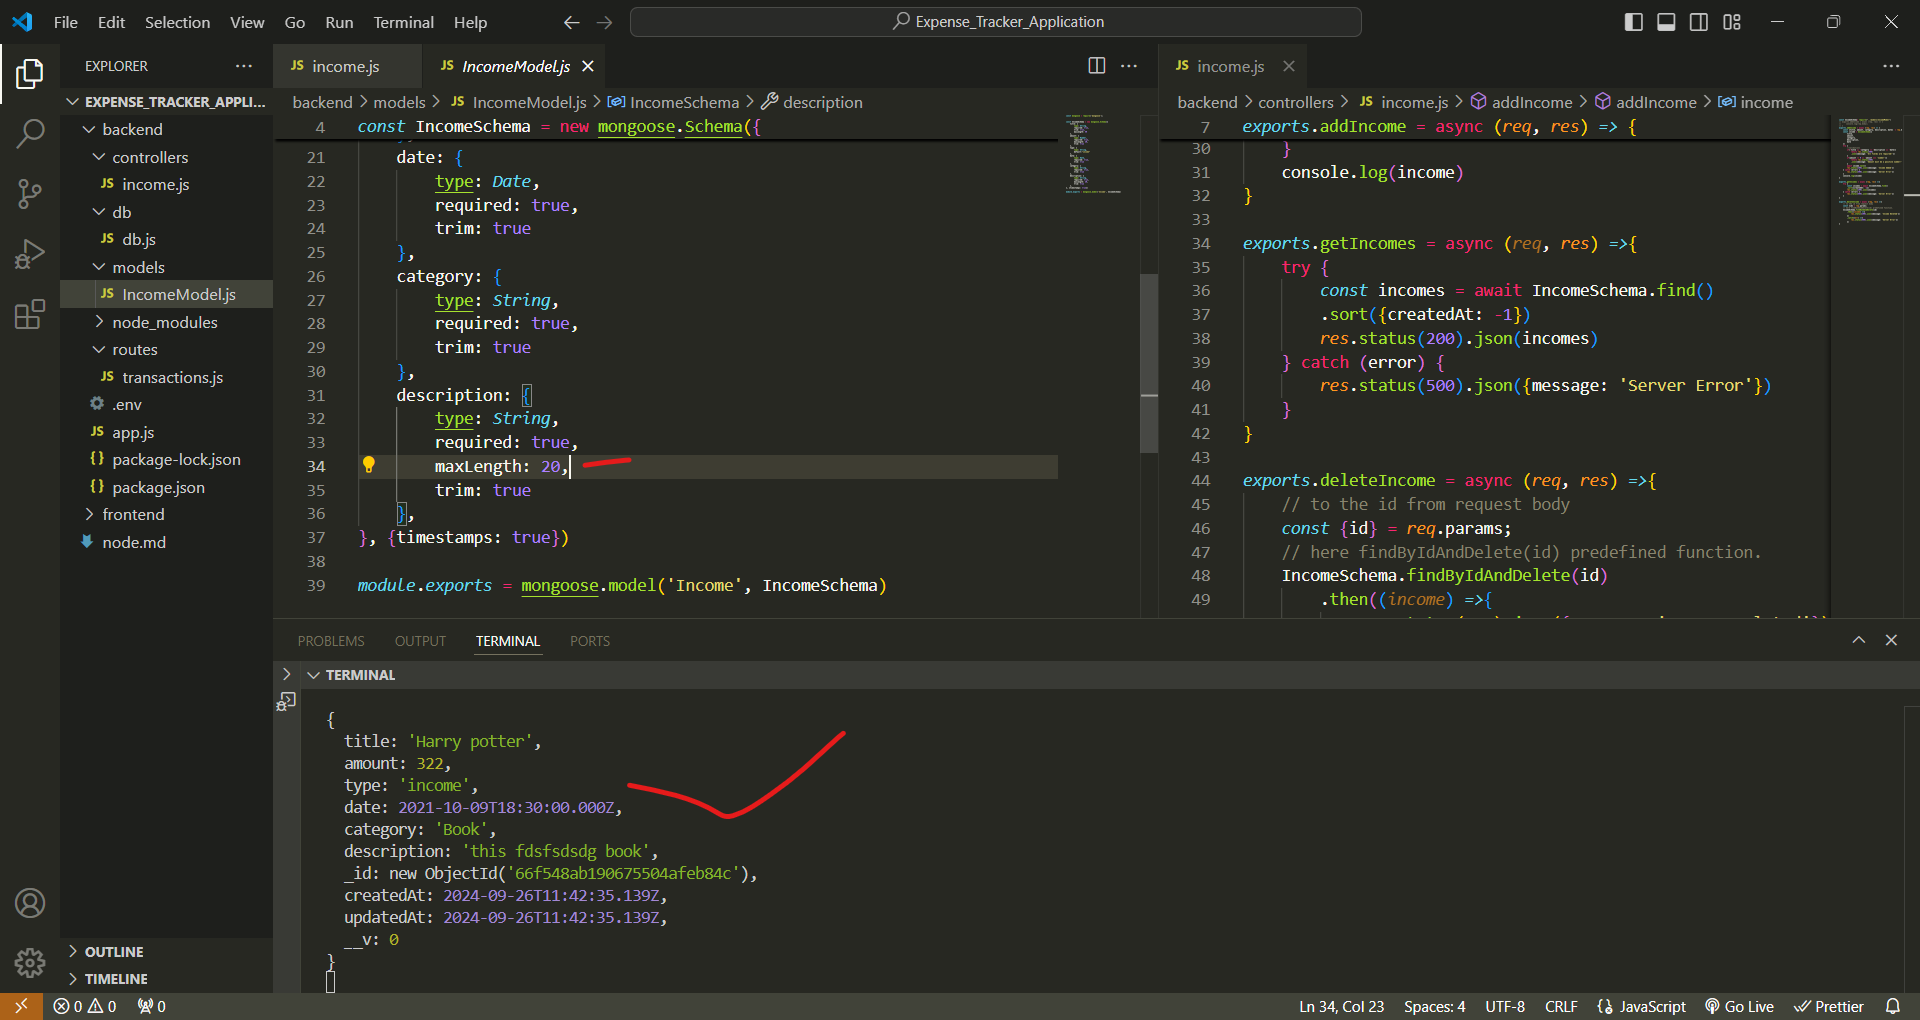 File Edit Selection View Go Run Terminal Help
Expense_Tracker_Application
EXPLORER
EXPENSE_TRACKER_APPLI...
backend
controllers
JS income.js
db
JS db.js
models
JS IncomeModel.js
node_modules
routes
JS transactions.js
.env
JS app.js
{} package-lock.json
{} package.json
frontend
node.md
OUTLINE
TIMELINE
JS income.js JS IncomeModel.js
backend > models > JS IncomeModel.js > IncomeSchema > description
4 const IncomeSchema = new mongoose.Schema({
21 date: {
22 type: Date,
23 required: true,
24 trim: true
25 },
26 category: {
27 type: String,
28 required: true,
29 trim: true
30 },
31 description: {
32 type: String,
33 required: true,
34 maxLength: 20,
35 trim: true
36 },
37 }, {timestamps: true})
38
39 module.exports = mongoose.model('Income', IncomeSchema)
JS income.js
backend > controllers > JS income.js > addIncome > addIncome > income
7 exports.addIncome = async (req, res) => {
30 }
31 console.log(income)
32 }
33
34 exports.getIncomes = async (req, res) =>{
35 try {
36 const incomes = await IncomeSchema.find()
37 .sort({createdAt: -1})
38 res.status(200).json(incomes)
39 } catch (error) {
40 res.status(500).json({message: 'Server Error'})
41 }
42 }
43
44 exports.deleteIncome = async (req, res) =>{
45 // to the id from request body
46 const {id} = req.params;
47 // here findByIdAndDelete(id) predefined function.
48 IncomeSchema.findByIdAndDelete(id)
49 .then((income) =>{
PROBLEMS OUTPUT TERMINAL PORTS
TERMINAL
{
title: 'Harry potter',
amount: 322,
type: 'income',
date: 2021-10-09T18:30:00.000Z,
category: 'Book',
description: 'this fdsfsdsdg book',
_id: new ObjectId('66f548ab190675504afeb84c'),
createdAt: 2024-09-26T11:42:35.139Z,
updatedAt: 2024-09-26T11:42:35.139Z,
__v: 0
}
0 0 0 Ln 34, Col 23 Spaces: 4 UTF-8 CRLF {} JavaScript Go Live Prettier